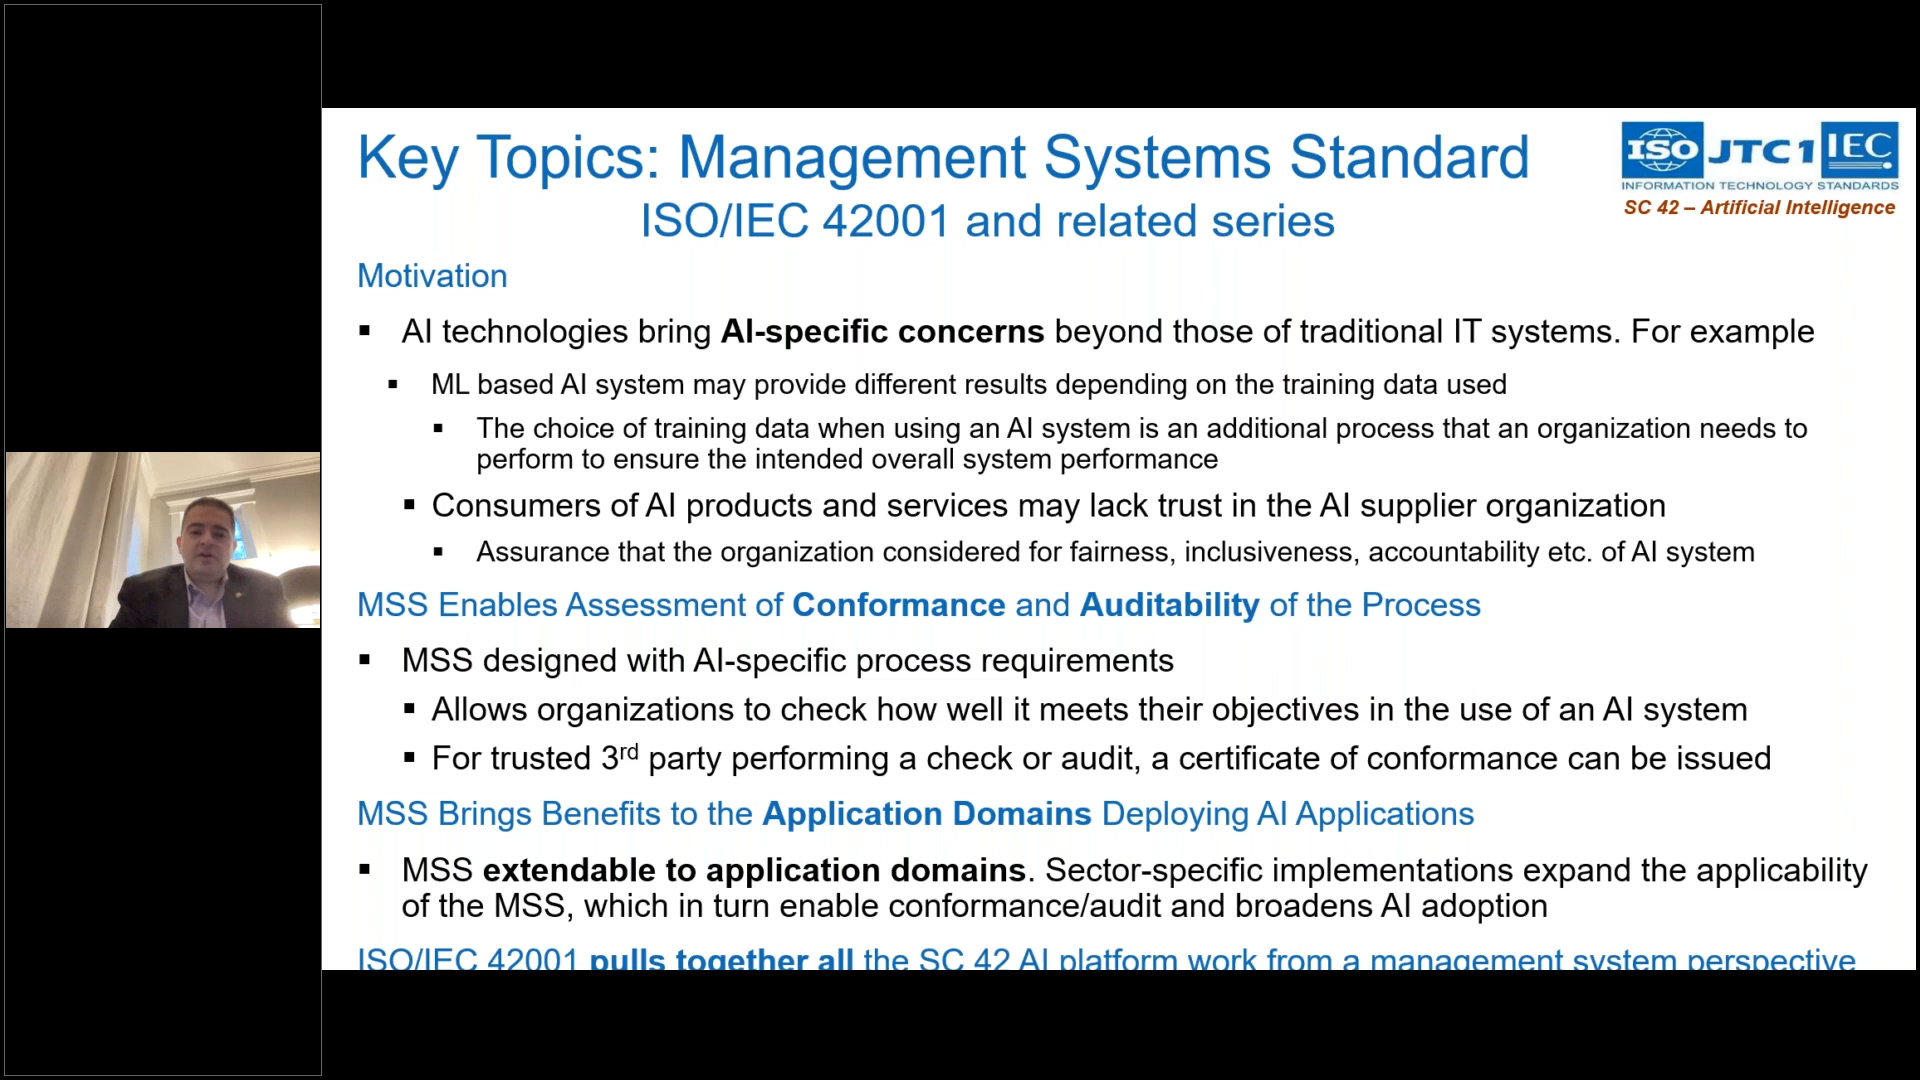 Key Topics: Management Systems Standard
ISO/IEC 42001 and related series
ISO JTC 1 IEC
INFORMATION TECHNOLOGY STANDARDS
SC 42 – Artificial Intelligence
Motivation
▪ AI technologies bring AI-specific concerns beyond those of traditional IT systems. For example
▪ ML based AI system may provide different results depending on the training data used
▪ The choice of training data when using an AI system is an additional process that an organization needs to
perform to ensure the intended overall system performance
▪ Consumers of AI products and services may lack trust in the AI supplier organization
▪ Assurance that the organization considered for fairness, inclusiveness, accountability etc. of AI system
MSS Enables Assessment of Conformance and Auditability of the Process
▪ MSS designed with AI-specific process requirements
▪ Allows organizations to check how well it meets their objectives in the use of an AI system
▪ For trusted 3rd party performing a check or audit, a certificate of conformance can be issued
MSS Brings Benefits to the Application Domains Deploying AI Applications
▪ MSS extendable to application domains. Sector-specific implementations expand the applicability
of the MSS, which in turn enable conformance/audit and broadens AI adoption
ISO/IEC 42001 pulls together all the SC 42 AI platform work from a management system perspective